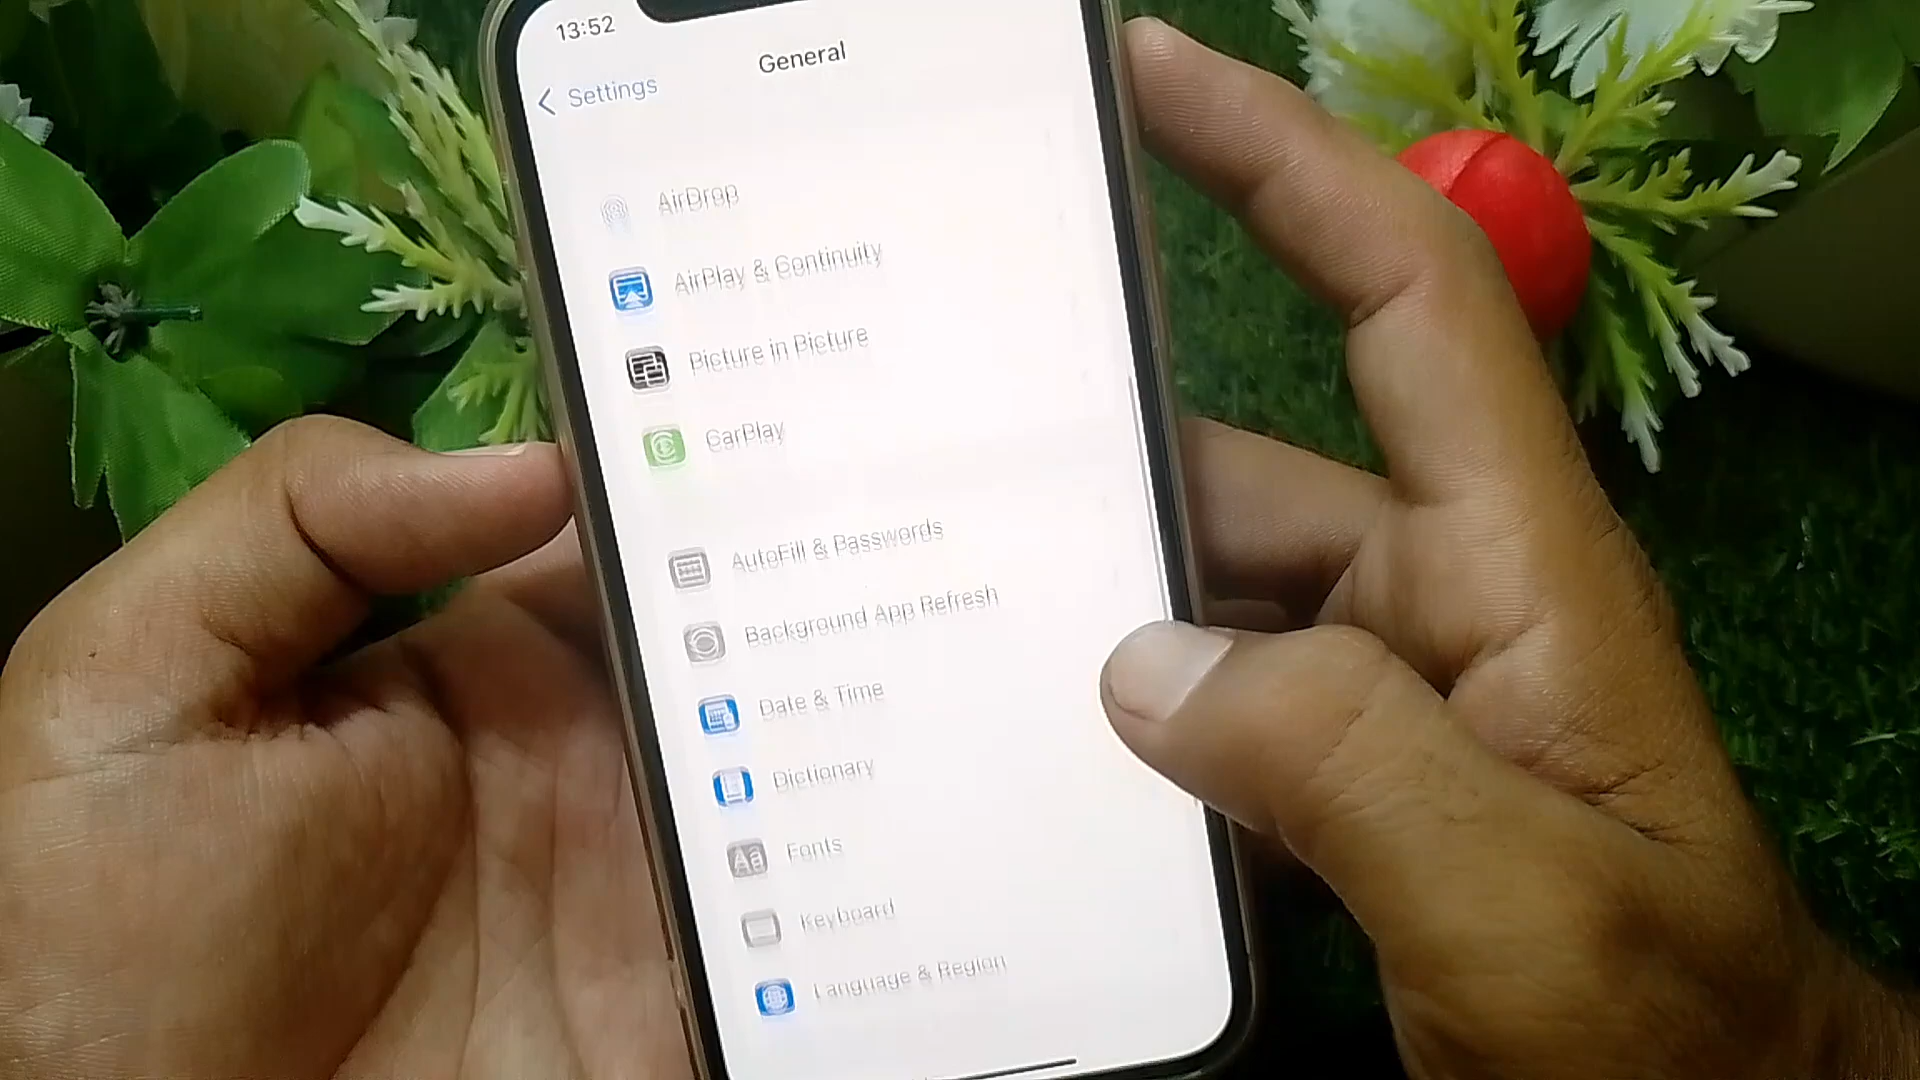 13:52
General
Settings
AirDrop
AirPlay & Continuity
Picture in Picture
CarPlay
AutoFill & Passwords
Background App Refresh
Date & Time
Dictionary
Fonts
Keyboard
Language & Region